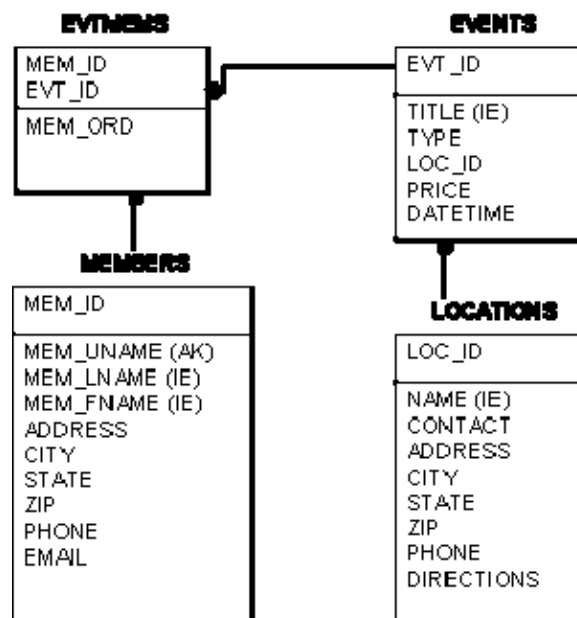 EVTMEMS
MEM_ID
EVT_ID
MEM_ORD
EVENTS
EVT_ID
TITLE (IE)
TYPE
LOC_ID
PRICE
DATETIME
MEMBERS
MEM_ID
MEM_UNAME (AK)
MEM_LNAME (IE)
MEM_FNAME (IE)
ADDRESS
CITY
STATE
ZIP
PHONE
EMAIL
LOCATIONS
LOC_ID
NAME (IE)
CONTACT
ADDRESS
CITY
STATE
ZIP
PHONE
DIRECTIONS